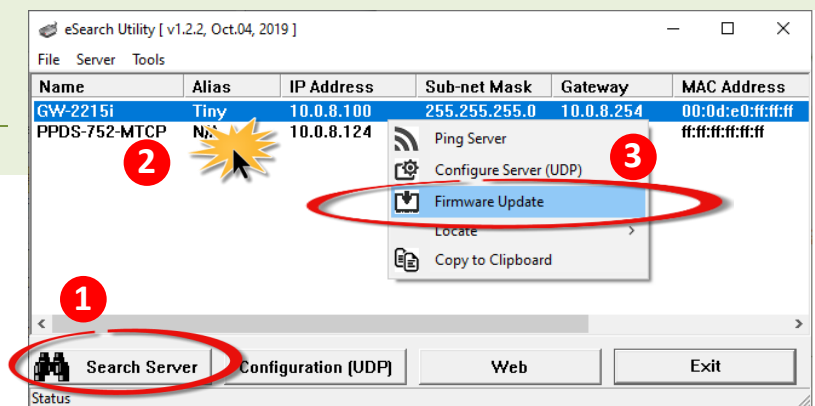 eSearch Utility [ v1.2.2, Oct.04, 2019 ]
File Server Tools
Name Alias IP Address Sub-net Mask Gateway MAC Address
GW-2215i Tiny 10.0.8.100 255.255.255.0 10.0.8.254 00:0d:e0:ff:ff:ff
PPDS-752-MTCP 10.0.8.124 ff:ff:ff:ff:ff:ff
2
3
Ping Server
Configure Server (UDP)
Firmware Update
Locate
Copy to Clipboard
1
Search Server Configuration (UDP) Web Exit
Status